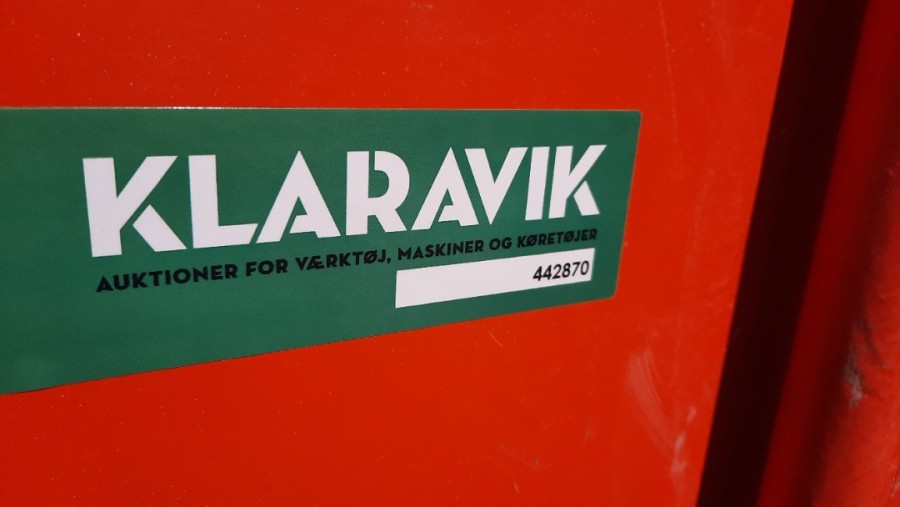 KLARAVIK
AUKTIONER FOR VÆRKTØJ, MASKINER OG KØRETØJER
442870